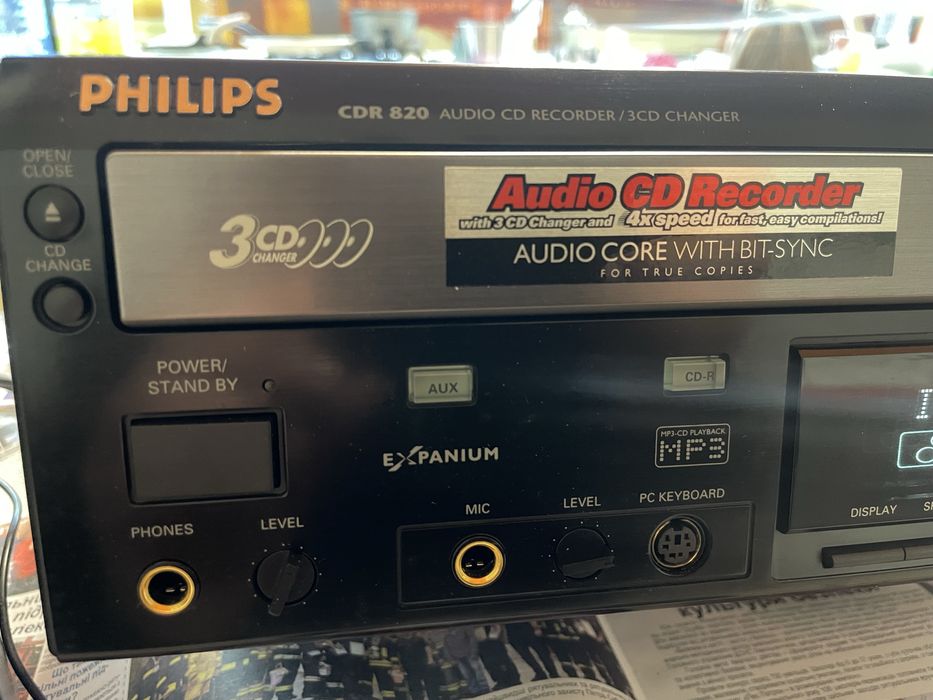 PHILIPS
CDR 820 AUDIO CD RECORDER / 3CD CHANGER
OPEN/
CLOSE
CD
CHANGE
3CD
CHANGER
Audio CD Recorder
with 3 CD Changer and 4x speed for fast, easy compilations!
AUDIO CORE WITH BIT-SYNC
FOR TRUE COPIES
POWER/
STAND BY
AUX
CD-R
EXPANIUM
MP3-CD PLAYBACK
MP3
PHONES
LEVEL
MIC
LEVEL
PC KEYBOARD
DISPLAY